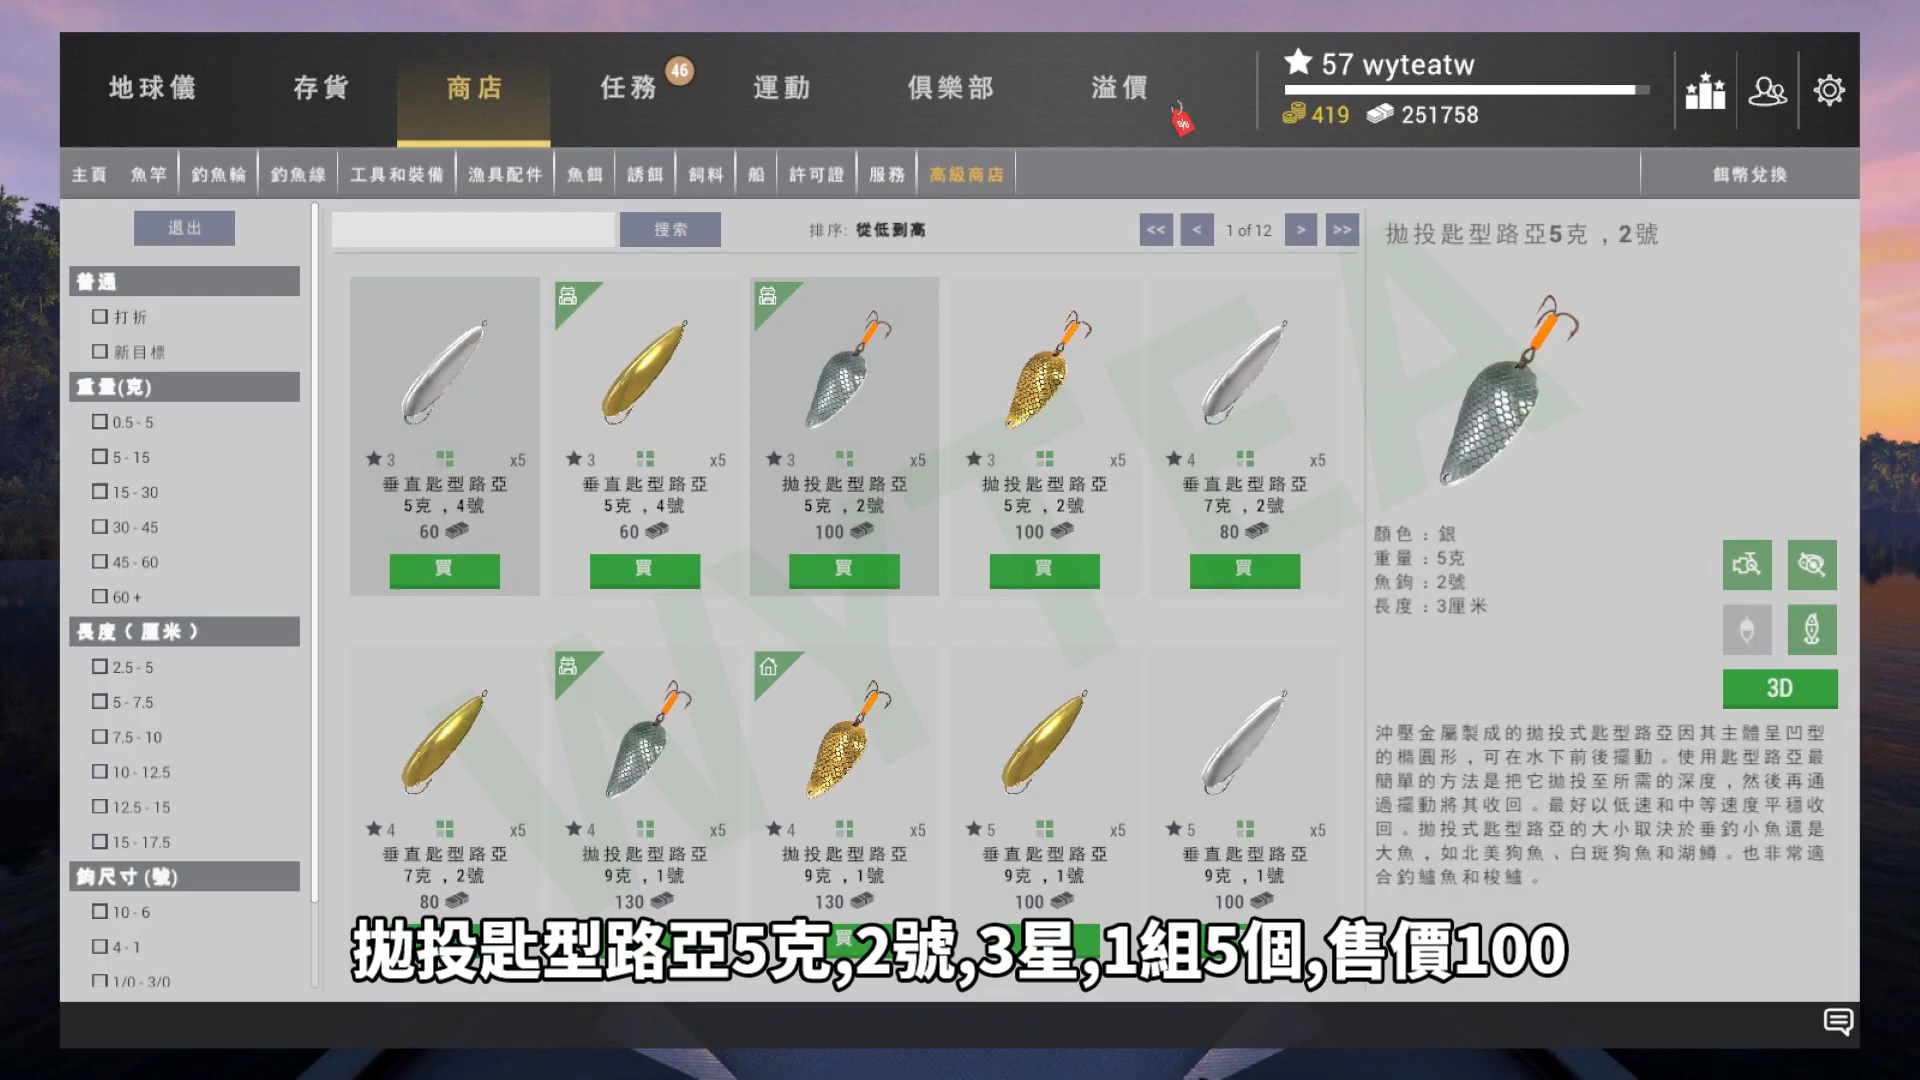 地球儀
存貨
商店
任務
46
運動
俱樂部
溢價
%
57 wyteatw
419
251758
主頁
魚竿
釣魚輪
釣魚線
工具和裝備
漁具配件
魚餌
誘餌
飼料
船
許可證
服務
高級商店
餌幣兌換
退出
普通
打折
新目標
重量(克)
0.5 - 5
5 - 15
15 - 30
30 - 45
45 - 60
60 +
長度（厘米）
2.5 - 5
5 - 7.5
7.5 - 10
10 - 12.5
12.5 - 15
15 - 17.5
鉤尺寸 (號)
10 - 6
4 - 1
1/0 - 3/0
搜索
排序: 從低到高
<<
<
1 of 12
>
>>
3
x5
垂直匙型路亞
5克，4號
60
買
3
x5
垂直匙型路亞
5克，4號
60
買
3
x5
拋投匙型路亞
5克，2號
100
買
3
x5
拋投匙型路亞
5克，2號
100
買
4
x5
垂直匙型路亞
7克，2號
80
買
4
x5
垂直匙型路亞
7克，2號
80
4
x5
拋投匙型路亞
9克，1號
130
4
x5
拋投匙型路亞
9克，1號
130
買
5
x5
垂直匙型路亞
9克，1號
100
5
x5
垂直匙型路亞
9克，1號
100
拋投匙型路亞5克，2號
顏色：銀
重量：5克
魚鉤：2號
長度：3厘米
3D
沖壓金屬製成的拋投式匙型路亞因其主體呈凹型
的橢圓形，可在水下前後擺動。使用匙型路亞最
簡單的方法是把它拋投至所需的深度，然後再通
過擺動將其收回。最好以低速和中等速度平穩收
回。拋投式匙型路亞的大小取決於垂釣小魚還是
大魚，如北美狗魚、白斑狗魚和湖鱒。也非常適
合釣鱸魚和梭鱸。
WYTEA
拋投匙型路亞5克,2號,3星,1組5個,售價100